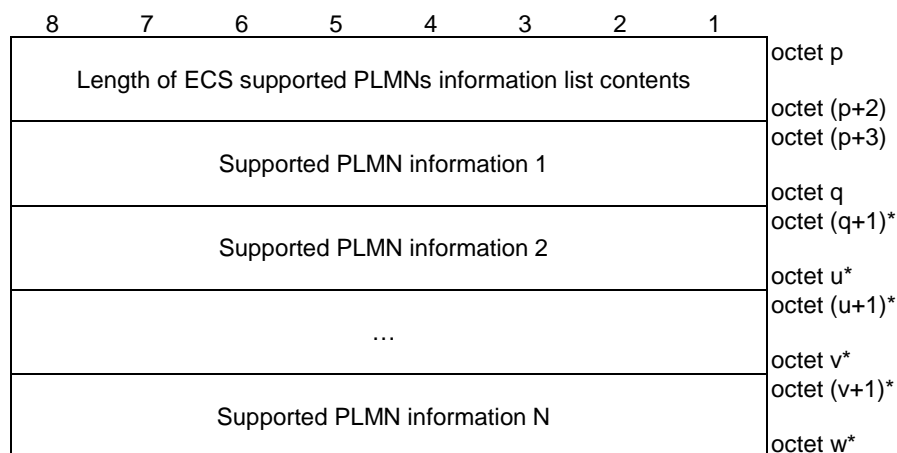 8 7 6 5 4 3 2 1
octet p
Length of ECS supported PLMNs information list contents
octet (p+2)
octet (p+3)
Supported PLMN information 1
octet q
octet (q+1)*
Supported PLMN information 2
octet u*
octet (u+1)*
…
octet v*
octet (v+1)*
Supported PLMN information N
octet w*